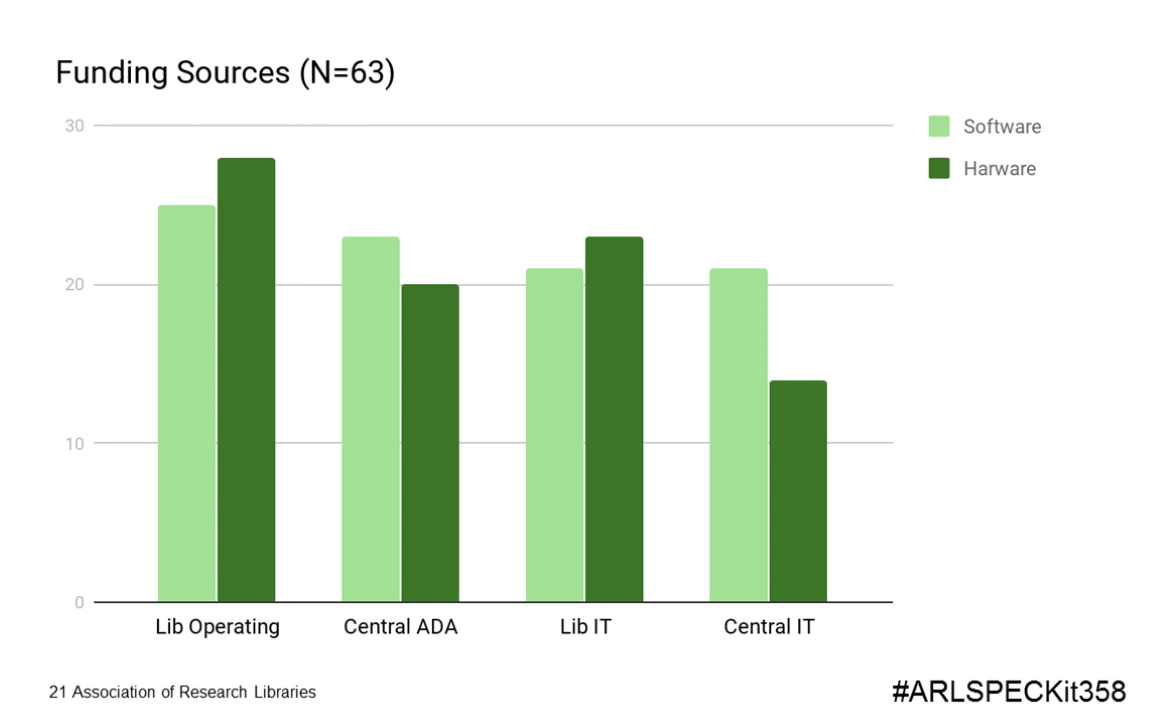 Funding Sources (N=63)
30
20
10
0
Software
Harware
Lib Operating
Central ADA
Lib IT
Central IT
21 Association of Research Libraries
#ARLSPECKit358